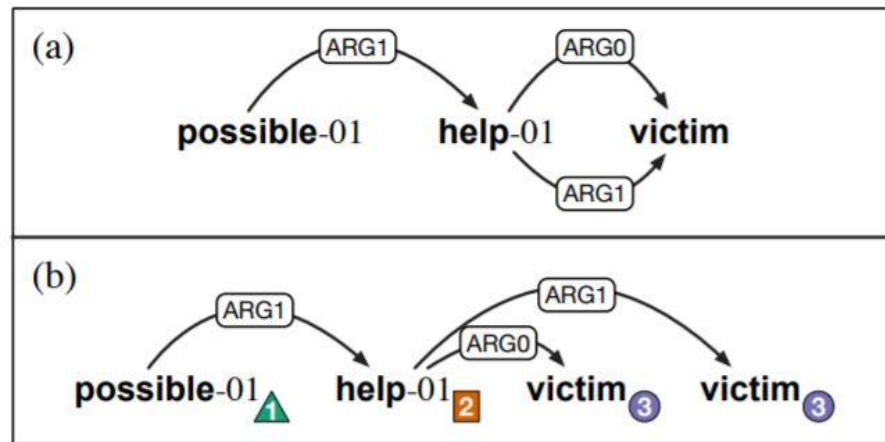 (a)
ARG1 ARG0
possible-01 help-01 victim
ARG1
(b)
ARG1 ARG1
ARG0
possible-01 1 help-01 2 victim 3 victim 3